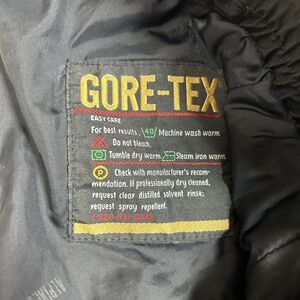 GORE-TEX
EASY CARE
For best results, 40 Machine wash warm.
Do not bleach.
Tumble dry warm, Steam iron warm.
P Check with manufacturer's recom-
mendation. If professionally dry cleaned,
request clear distilled solvent rinse;
request spray repellent.